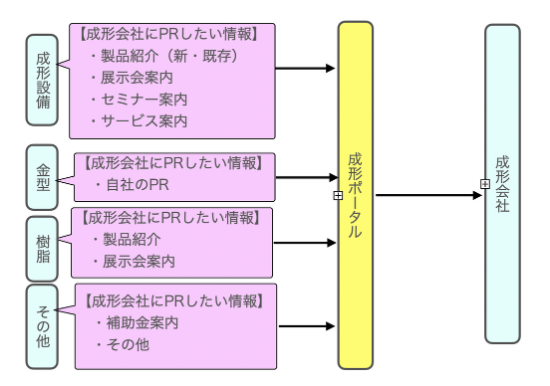 成形設備
【成形会社にPRしたい情報】
・製品紹介（新・既存）
・展示会案内
・セミナー案内
・サービス案内
金型
【成形会社にPRしたい情報】
・自社のPR
樹脂
【成形会社にPRしたい情報】
・製品紹介
・展示会案内
その他
【成形会社にPRしたい情報】
・補助金案内
・その他
成形ポータル
成形会社